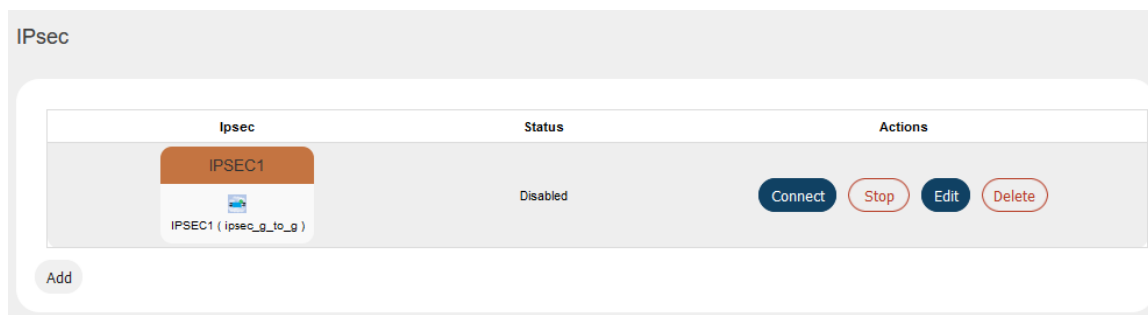 IPsec
Ipsec Status Actions
IPSEC1
IPSEC1 ( ipsec_g_to_g ) Disabled Connect Stop Edit Delete
Add